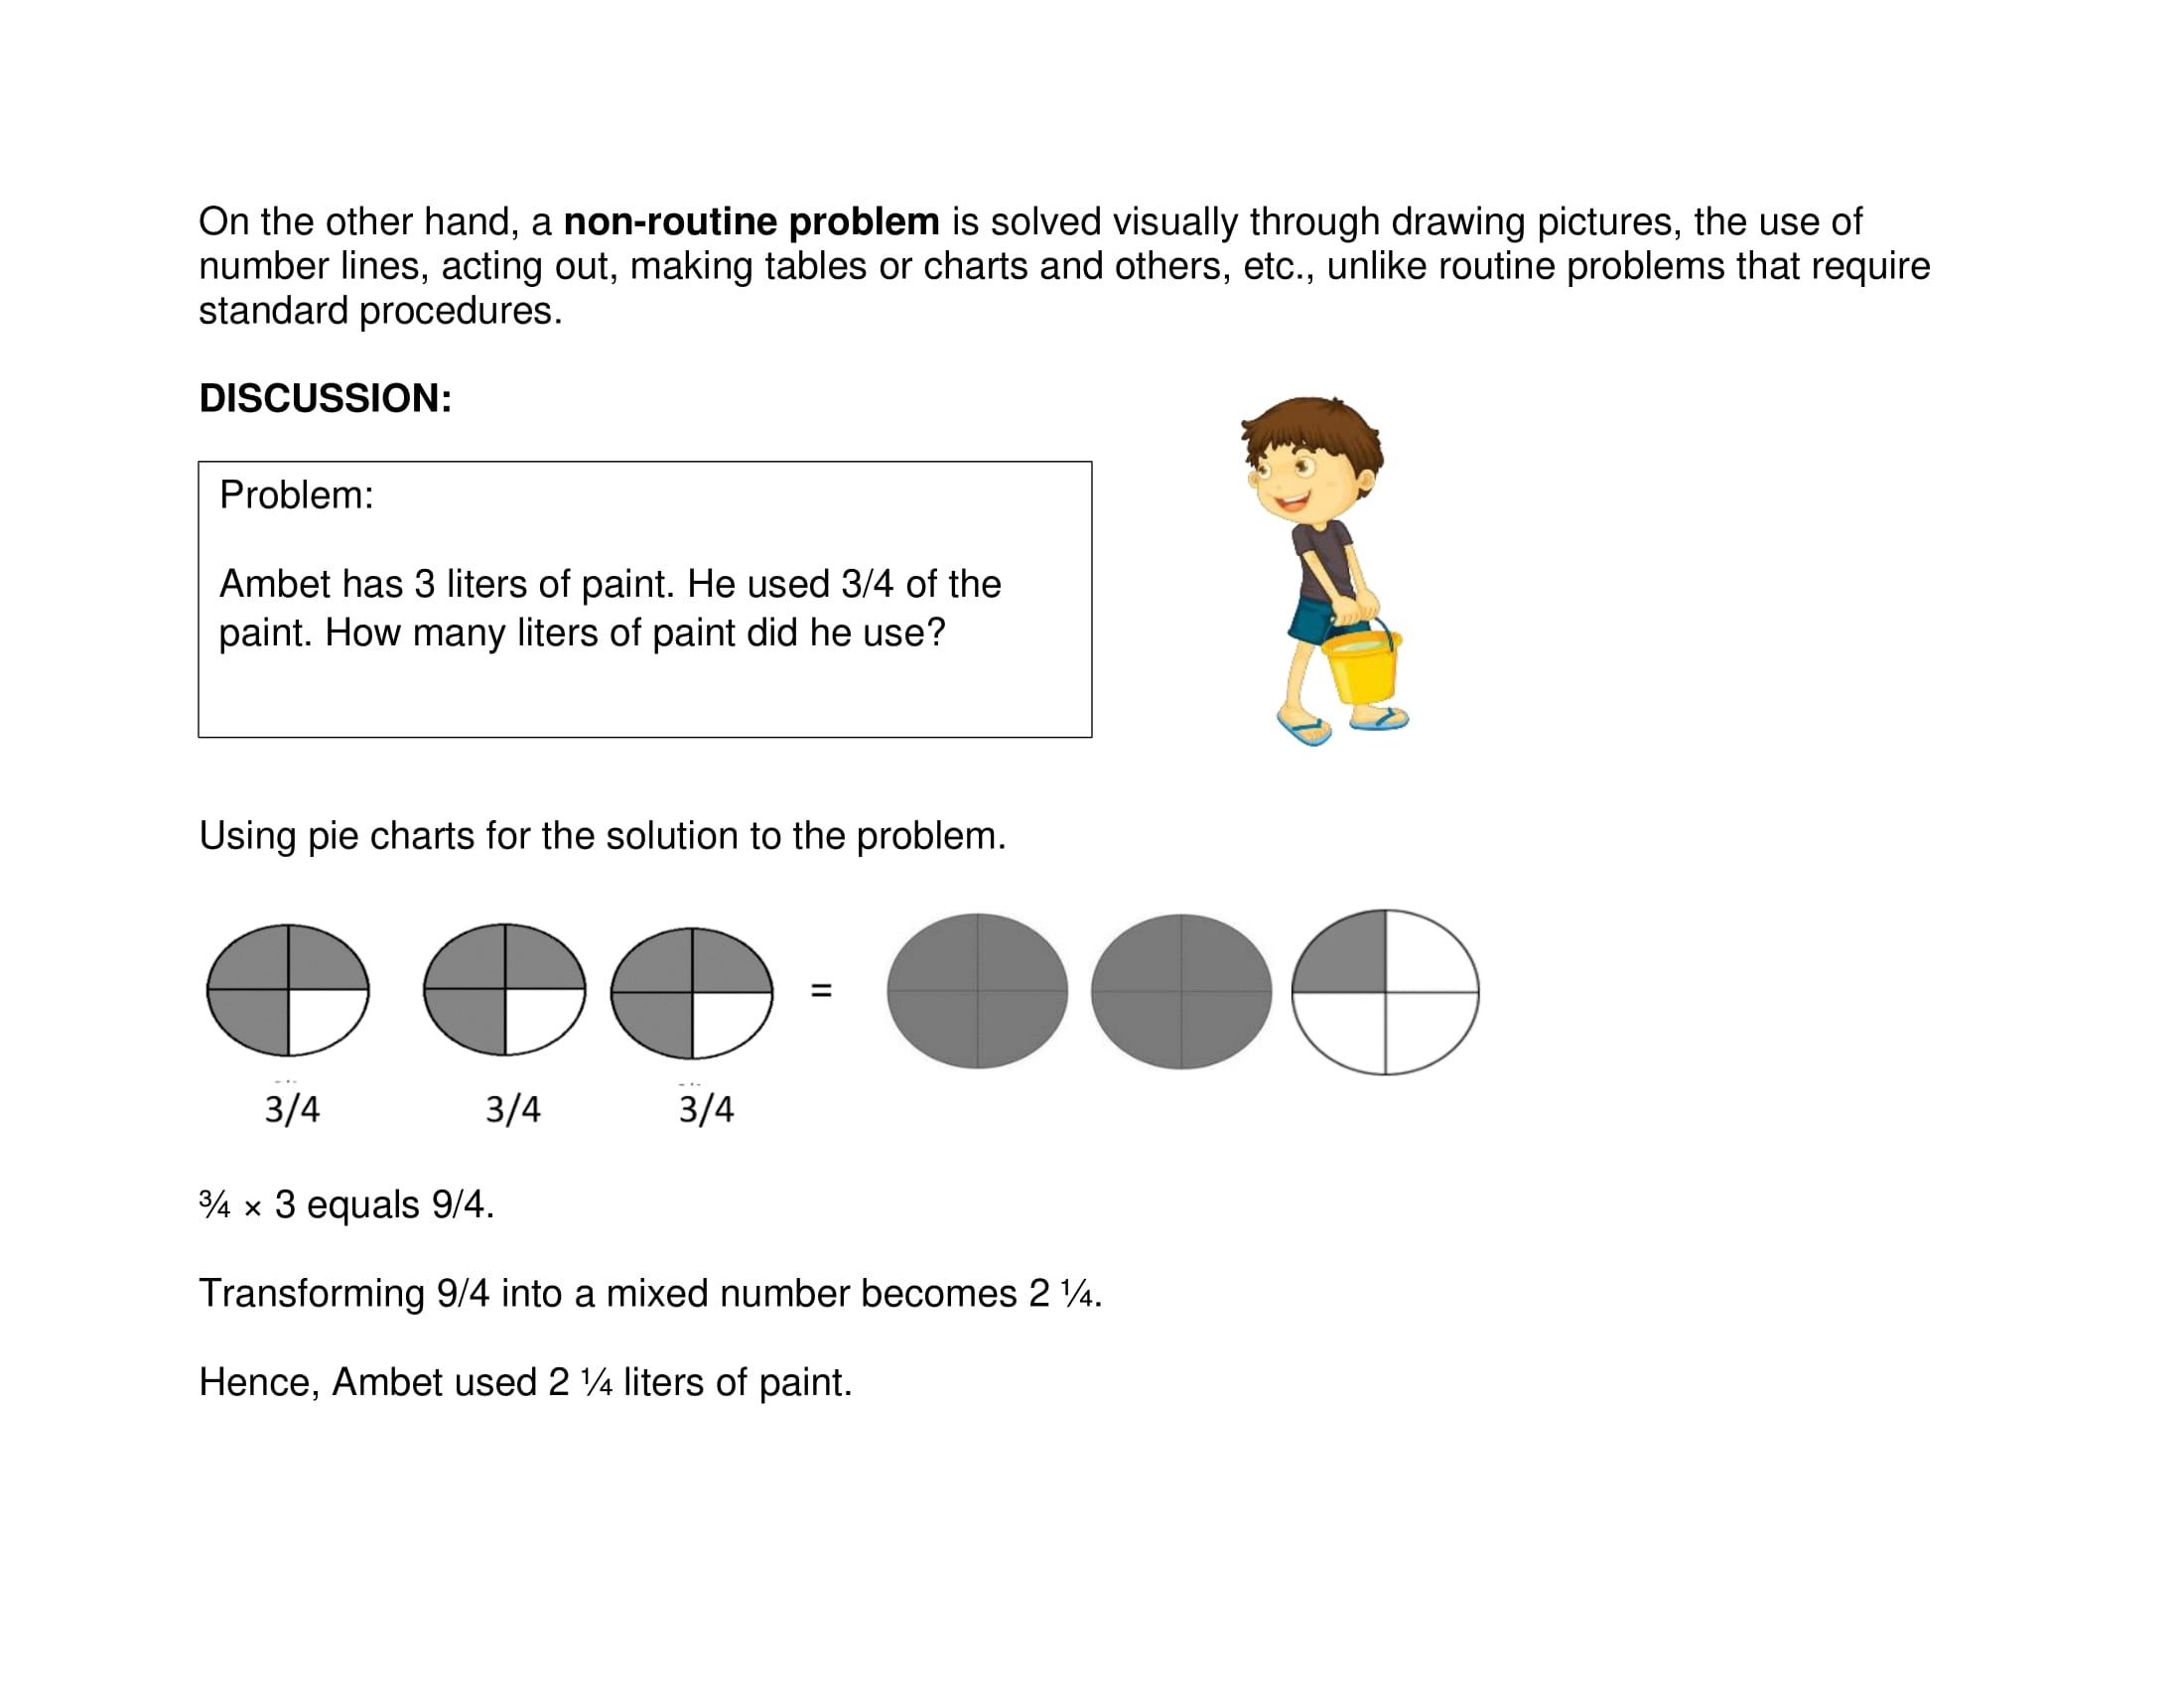 On the other hand, a non-routine problem is solved visually through drawing pictures, the use of
number lines, acting out, making tables or charts and others, etc., unlike routine problems that require
standard procedures.
DISCUSSION:
Problem:
Ambet has 3 liters of paint. He used 3/4 of the
paint. How many liters of paint did he use?
Using pie charts for the solution to the problem.
=
3/4 3/4 3/4
¾ × 3 equals 9/4.
Transforming 9/4 into a mixed number becomes 2 ¼.
Hence, Ambet used 2 ¼ liters of paint.